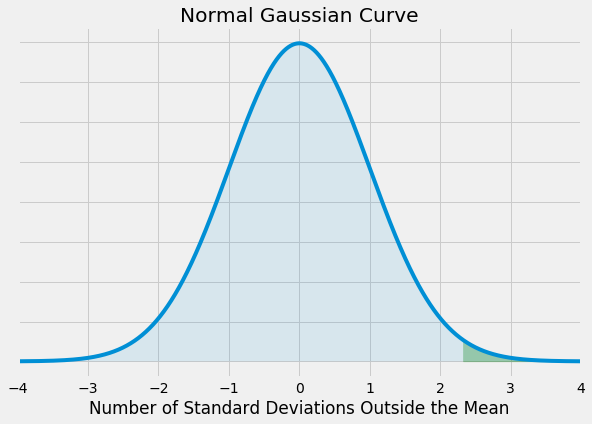 Normal Gaussian Curve
−4 −3 −2 −1 0 1 2 3 4
Number of Standard Deviations Outside the Mean